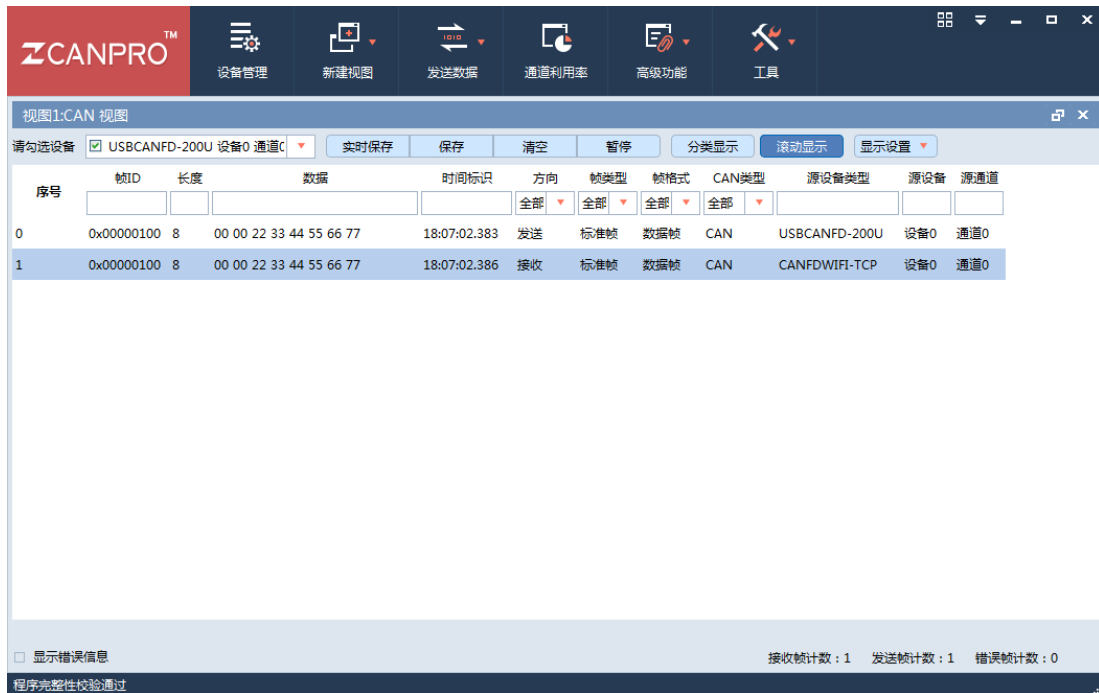 ZCANPRO™
设备管理 新建视图 发送数据 通道利用率 高级功能 工具
视图1:CAN 视图
请勾选设备 USBCANFD-200U 设备0 通道0 实时保存 保存 清空 暂停 分类显示 滚动显示 显示设置
序号 帧ID 长度 数据 时间标识 方向 帧类型 帧格式 CAN类型 源设备类型 源设备 源通道
全部 全部 全部 全部
0 0x00000100 8 00 00 22 33 44 55 66 77 18:07:02.383 发送 标准帧 数据帧 CAN USBCANFD-200U 设备0 通道0
1 0x00000100 8 00 00 22 33 44 55 66 77 18:07:02.386 接收 标准帧 数据帧 CAN CANFDWIFI-TCP 设备0 通道0
显示错误信息 接收帧计数：1 发送帧计数：1 错误帧计数：0
程序完整性校验通过